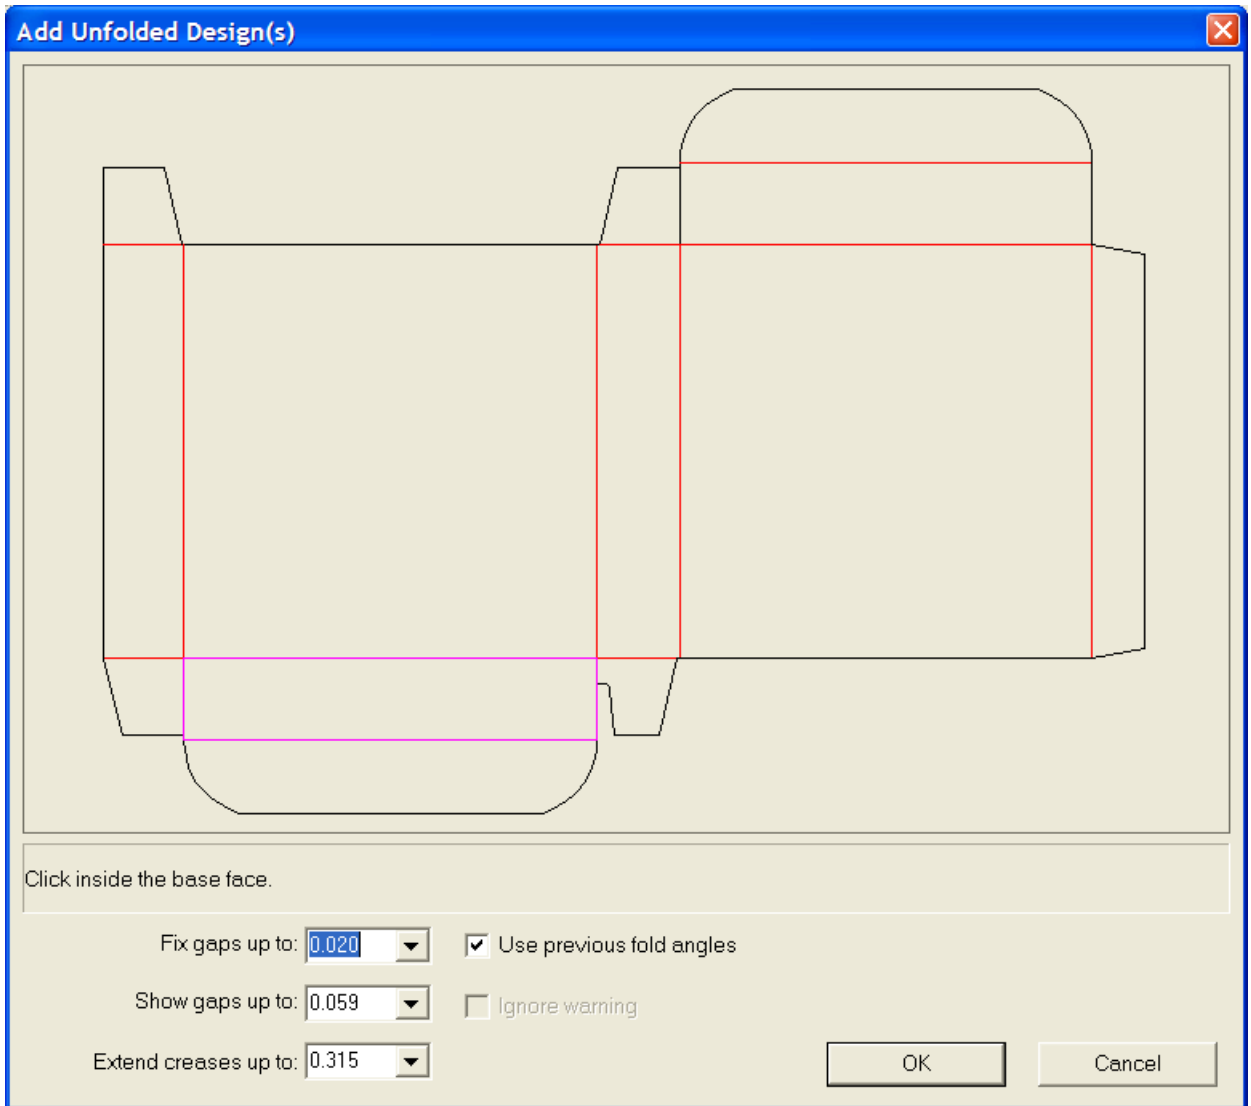 Add Unfolded Design(s)
Click inside the base face.
Fix gaps up to: 0.020
Use previous fold angles
Show gaps up to: 0.059
Ignore warning
Extend creases up to: 0.315
OK
Cancel